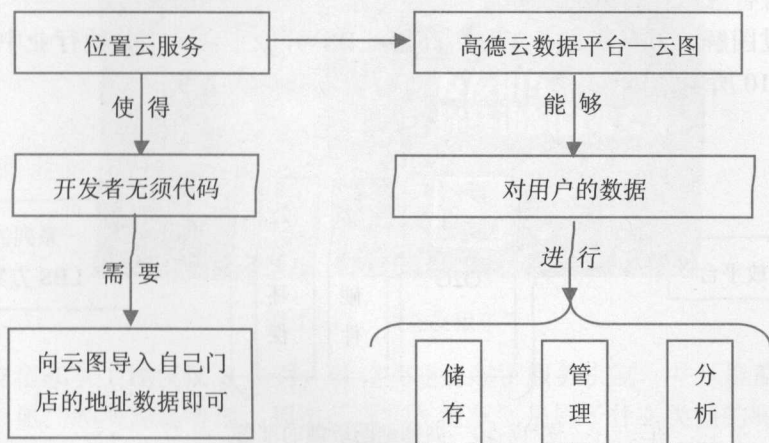 位置云服务
高德云数据平台—云图
使得
能够
开发者无须代码
对用户的数据
需要
进行
向云图导入自己门
店的地址数据即可
储存
管理
分析